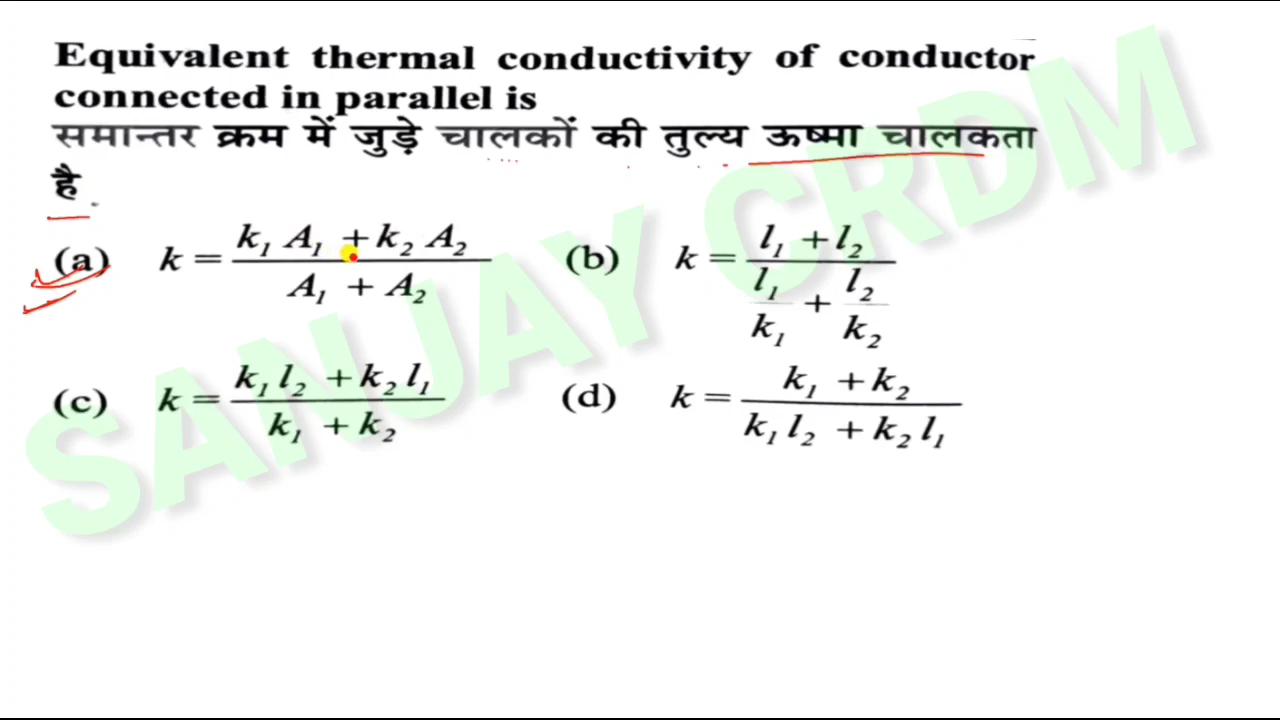 Equivalent thermal conductivity of conductor
connected in parallel is
समान्तर क्रम में जुड़े चालकों की तुल्य ऊष्मा चालकता
है
(a) k = (k₁ A₁ + k₂ A₂) / (A₁ + A₂) (b) k = (l₁ + l₂) / (l₁/k₁ + l₂/k₂)
(c) k = (k₁ l₂ + k₂ l₁) / (k₁ + k₂) (d) k = (k₁ + k₂) / (k₁ l₂ + k₂ l₁)
SANJAY CRDM